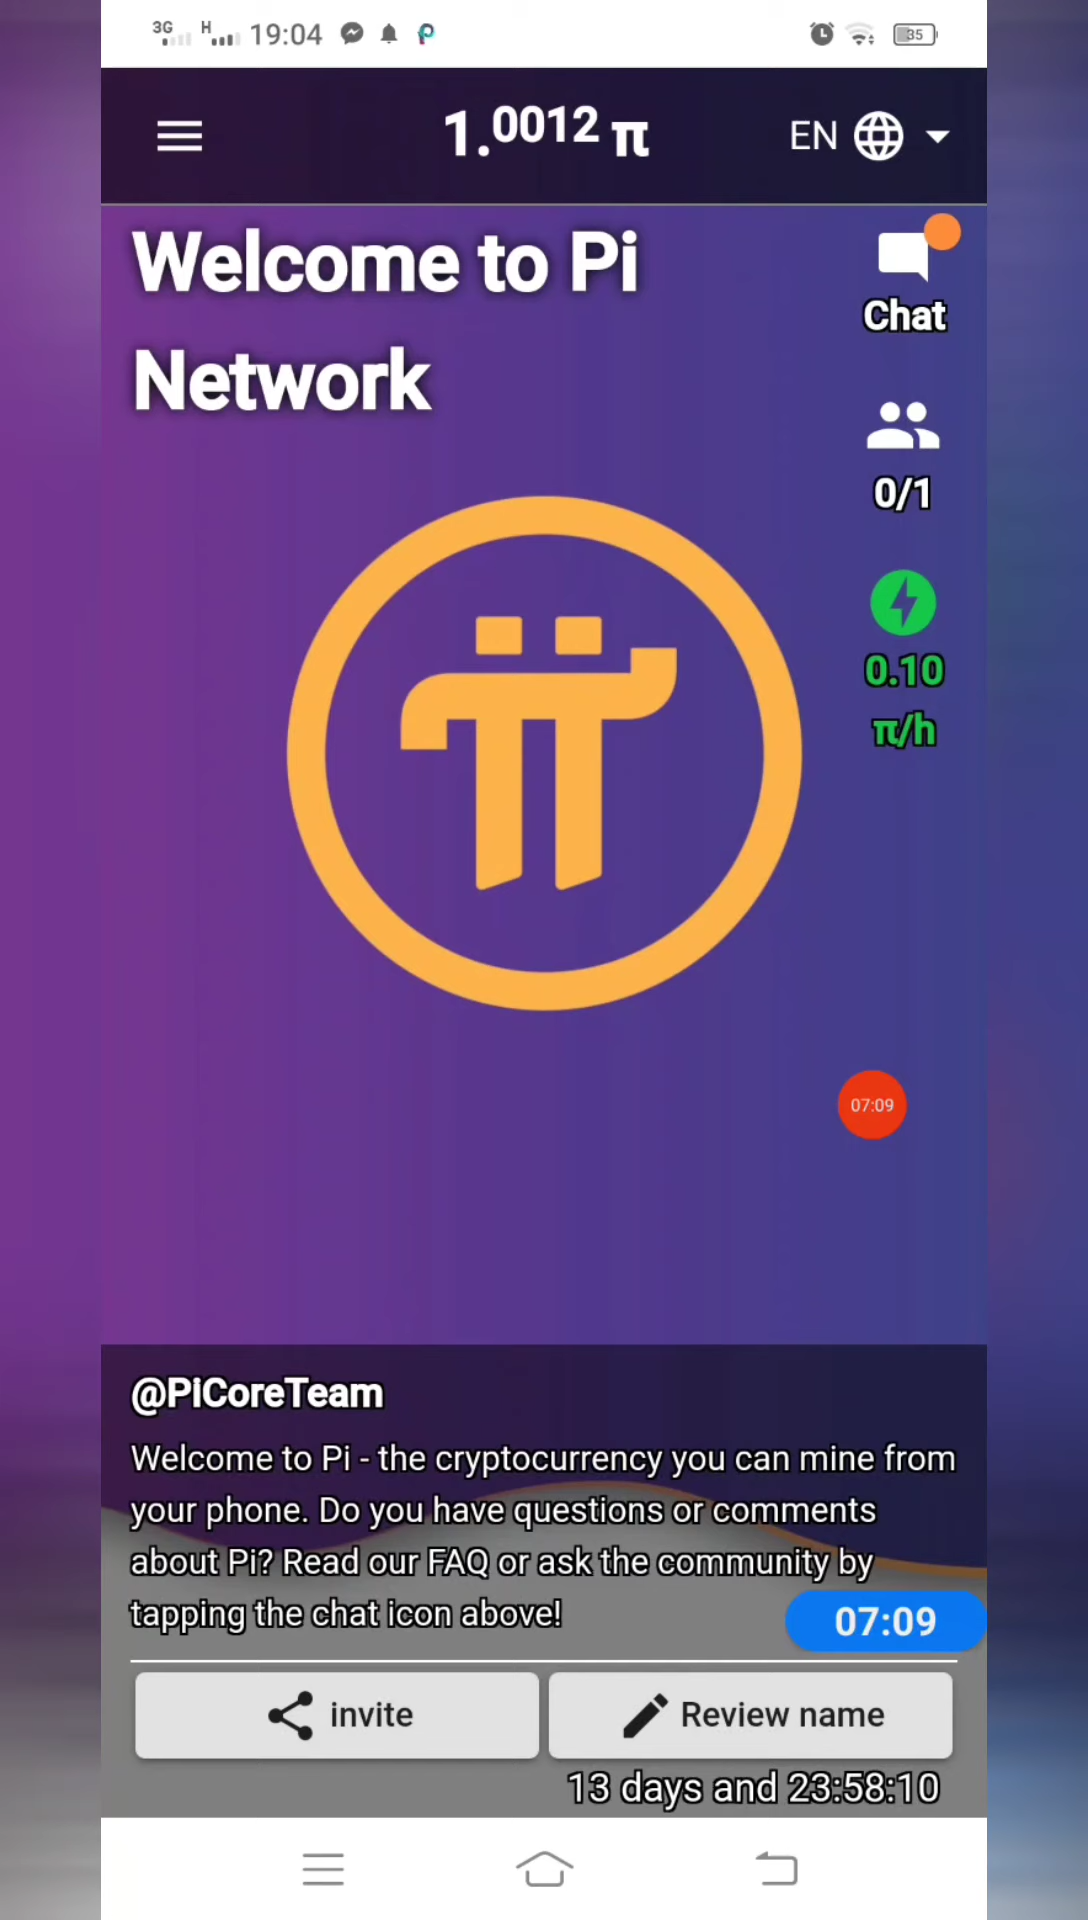 3G H 19:04 35
1.0012 π
EN
Welcome to Pi
Network
Chat
0/1
0.10
π/h
07:09
@PiCoreTeam
Welcome to Pi - the cryptocurrency you can mine from
your phone. Do you have questions or comments
about Pi? Read our FAQ or ask the community by
tapping the chat icon above!
07:09
invite
Review name
13 days and 23:58:10